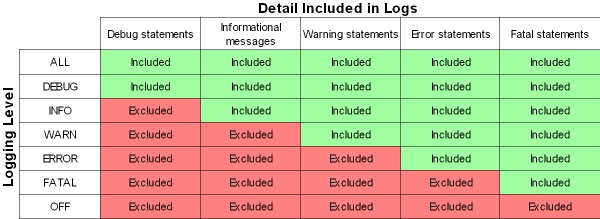 Detail Included in Logs
Debug statements Informational messages Warning statements Error statements Fatal statements
Logging Level
ALL Included Included Included Included Included
DEBUG Included Included Included Included Included
INFO Excluded Included Included Included Included
WARN Excluded Excluded Included Included Included
ERROR Excluded Excluded Excluded Included Included
FATAL Excluded Excluded Excluded Excluded Included
OFF Excluded Excluded Excluded Excluded Excluded